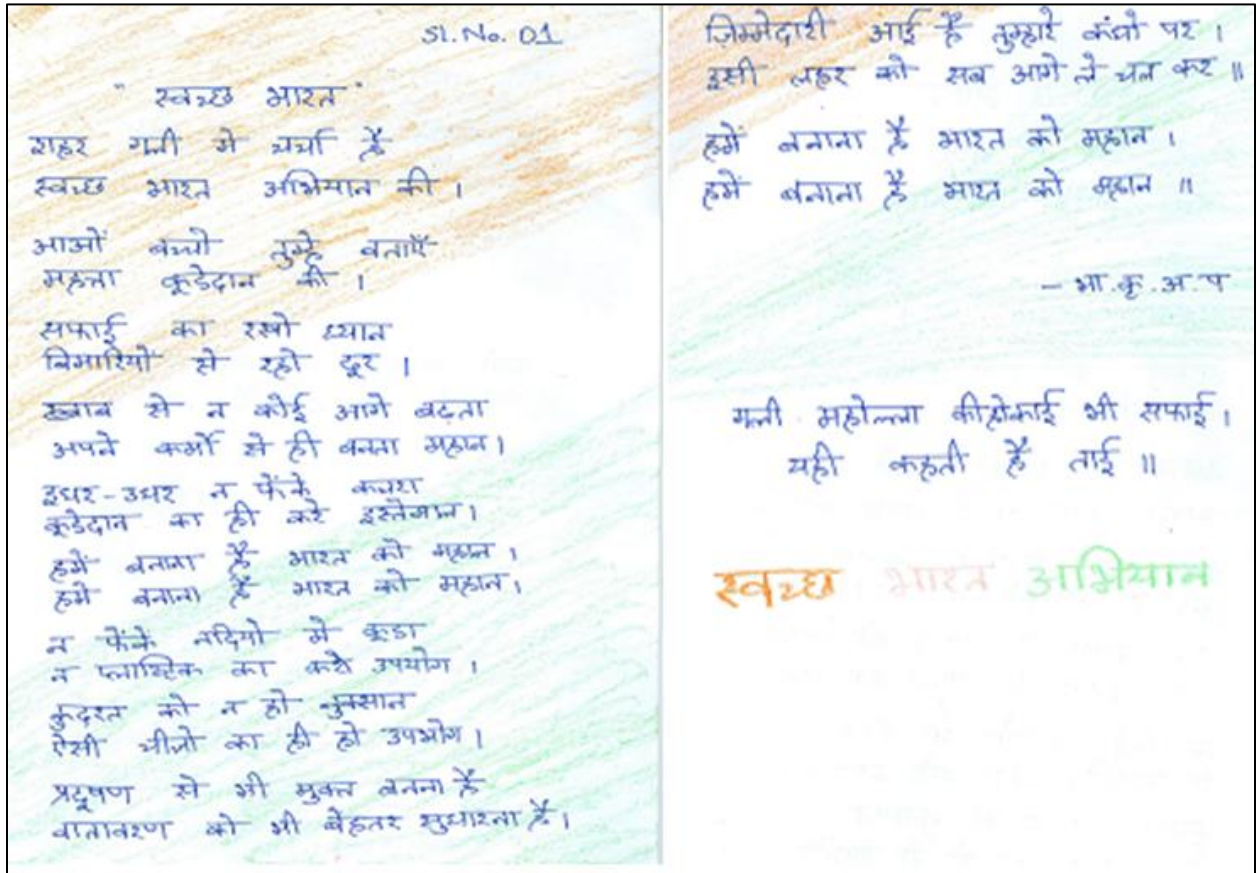 Sl. No. 01
"स्वच्छ भारत"
शहर गली मे चर्चा है
स्वच्छ भारत अभियान की ।
आओं बच्चो तुम्हे बताएँ
महत्ता कूडेदान की ।
सफाई का रखो ध्यान
बिमारियो से रहो दूर ।
ख्वाब से न कोई आगे बढता
अपने कर्मो से ही बनता महान।
इधर-उधर न फेंके कचरा
कूडेदान का ही करे इस्तेमाल।
हमें बनाना है भारत को महान ।
हमें बनाना है भारत को महान ।
न फेंके नदियो मे कूडा
न प्लास्टिक का करो उपयोग ।
कुदरत को न हो नुक्सान
ऐसी चीजो का ही हो उपभोग ।
प्रदूषण से भी मुक्त बनना है
वातावरण को भी बेहतर सुधारना है।
ज़िम्मेदारी आई है तुम्हारे कंधो पर ।
इसी लहर को सब आगे ले चल कर ॥
हमें बनाना है भारत को महान ।
हमें बनाना है भारत को महान ॥
- भा.कृ.अ.प
गली महोल्ला की भी सफाई ।
यही कहती है ताई ॥
स्वच्छ भारत अभियान